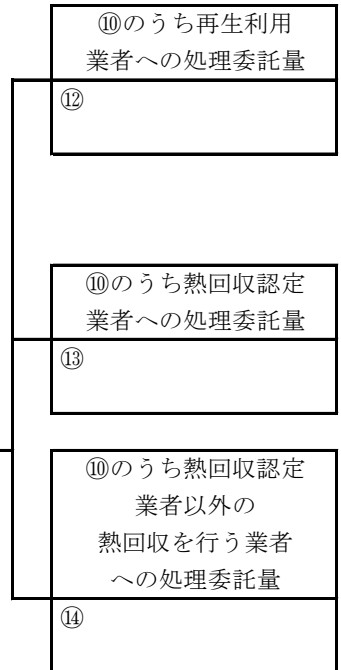 ⑩のうち再生利用
業者への処理委託量
⑫
⑩のうち熱回収認定
業者への処理委託量
⑬
⑩のうち熱回収認定
業者以外の
熱回収を行う業者
への処理委託量
⑭